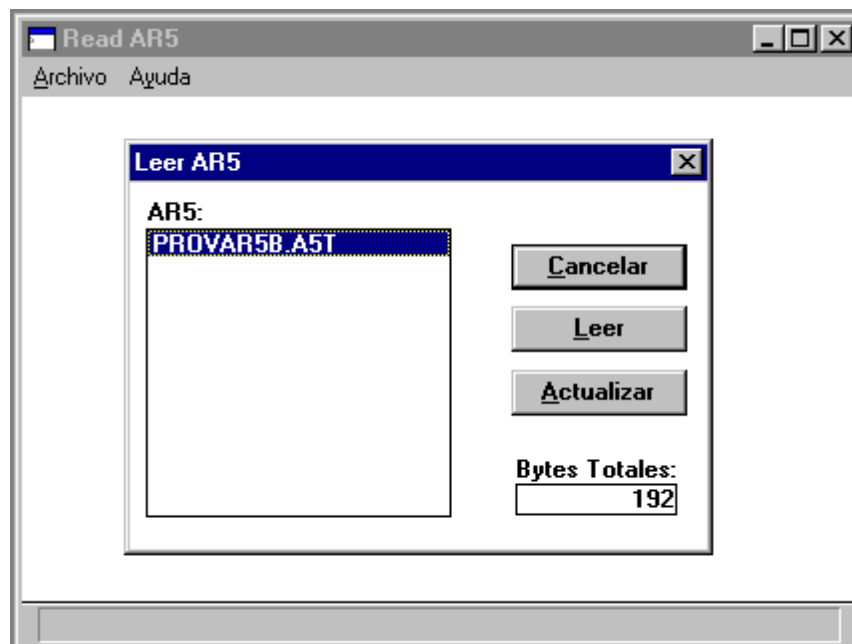 Read AR5
Archivo Ayuda
Leer AR5
AR5:
PROVAR5B.A5T
Cancelar
Leer
Actualizar
Bytes Totales:
192